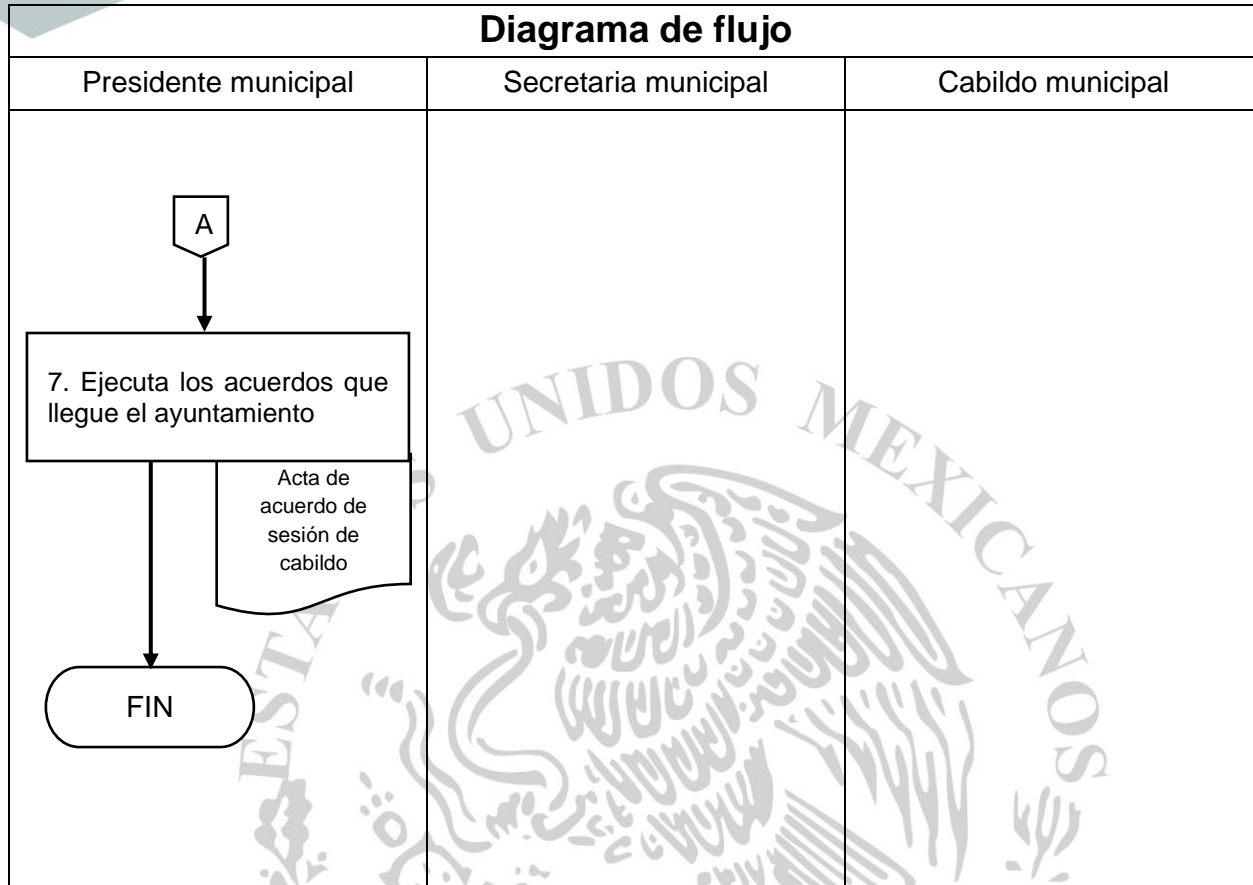 Diagrama de flujo
Presidente municipal
Secretaria municipal
Cabildo municipal
A
7. Ejecuta los acuerdos que
llegue el ayuntamiento
Acta de
acuerdo de
sesión de
cabildo
FIN
ESTA S UNIDOS MEXICANOS